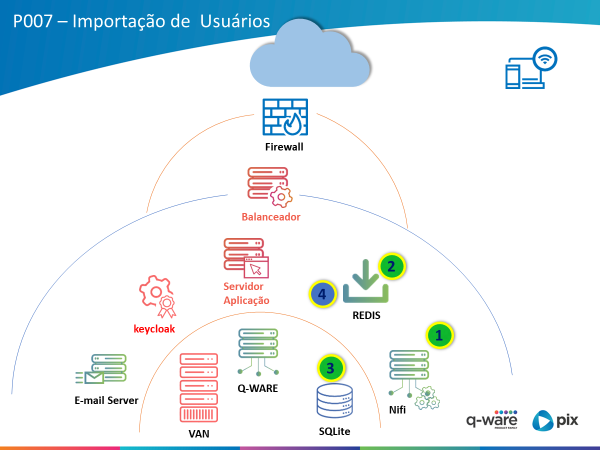 P007 – Importação de  Usuários
Firewall
Balanceador
Servidor
Aplicação
2
4
REDIS
keycloak
1
Q-WARE
3
E-mail Server
Nifi
VAN
SQLite
q-ware
pix